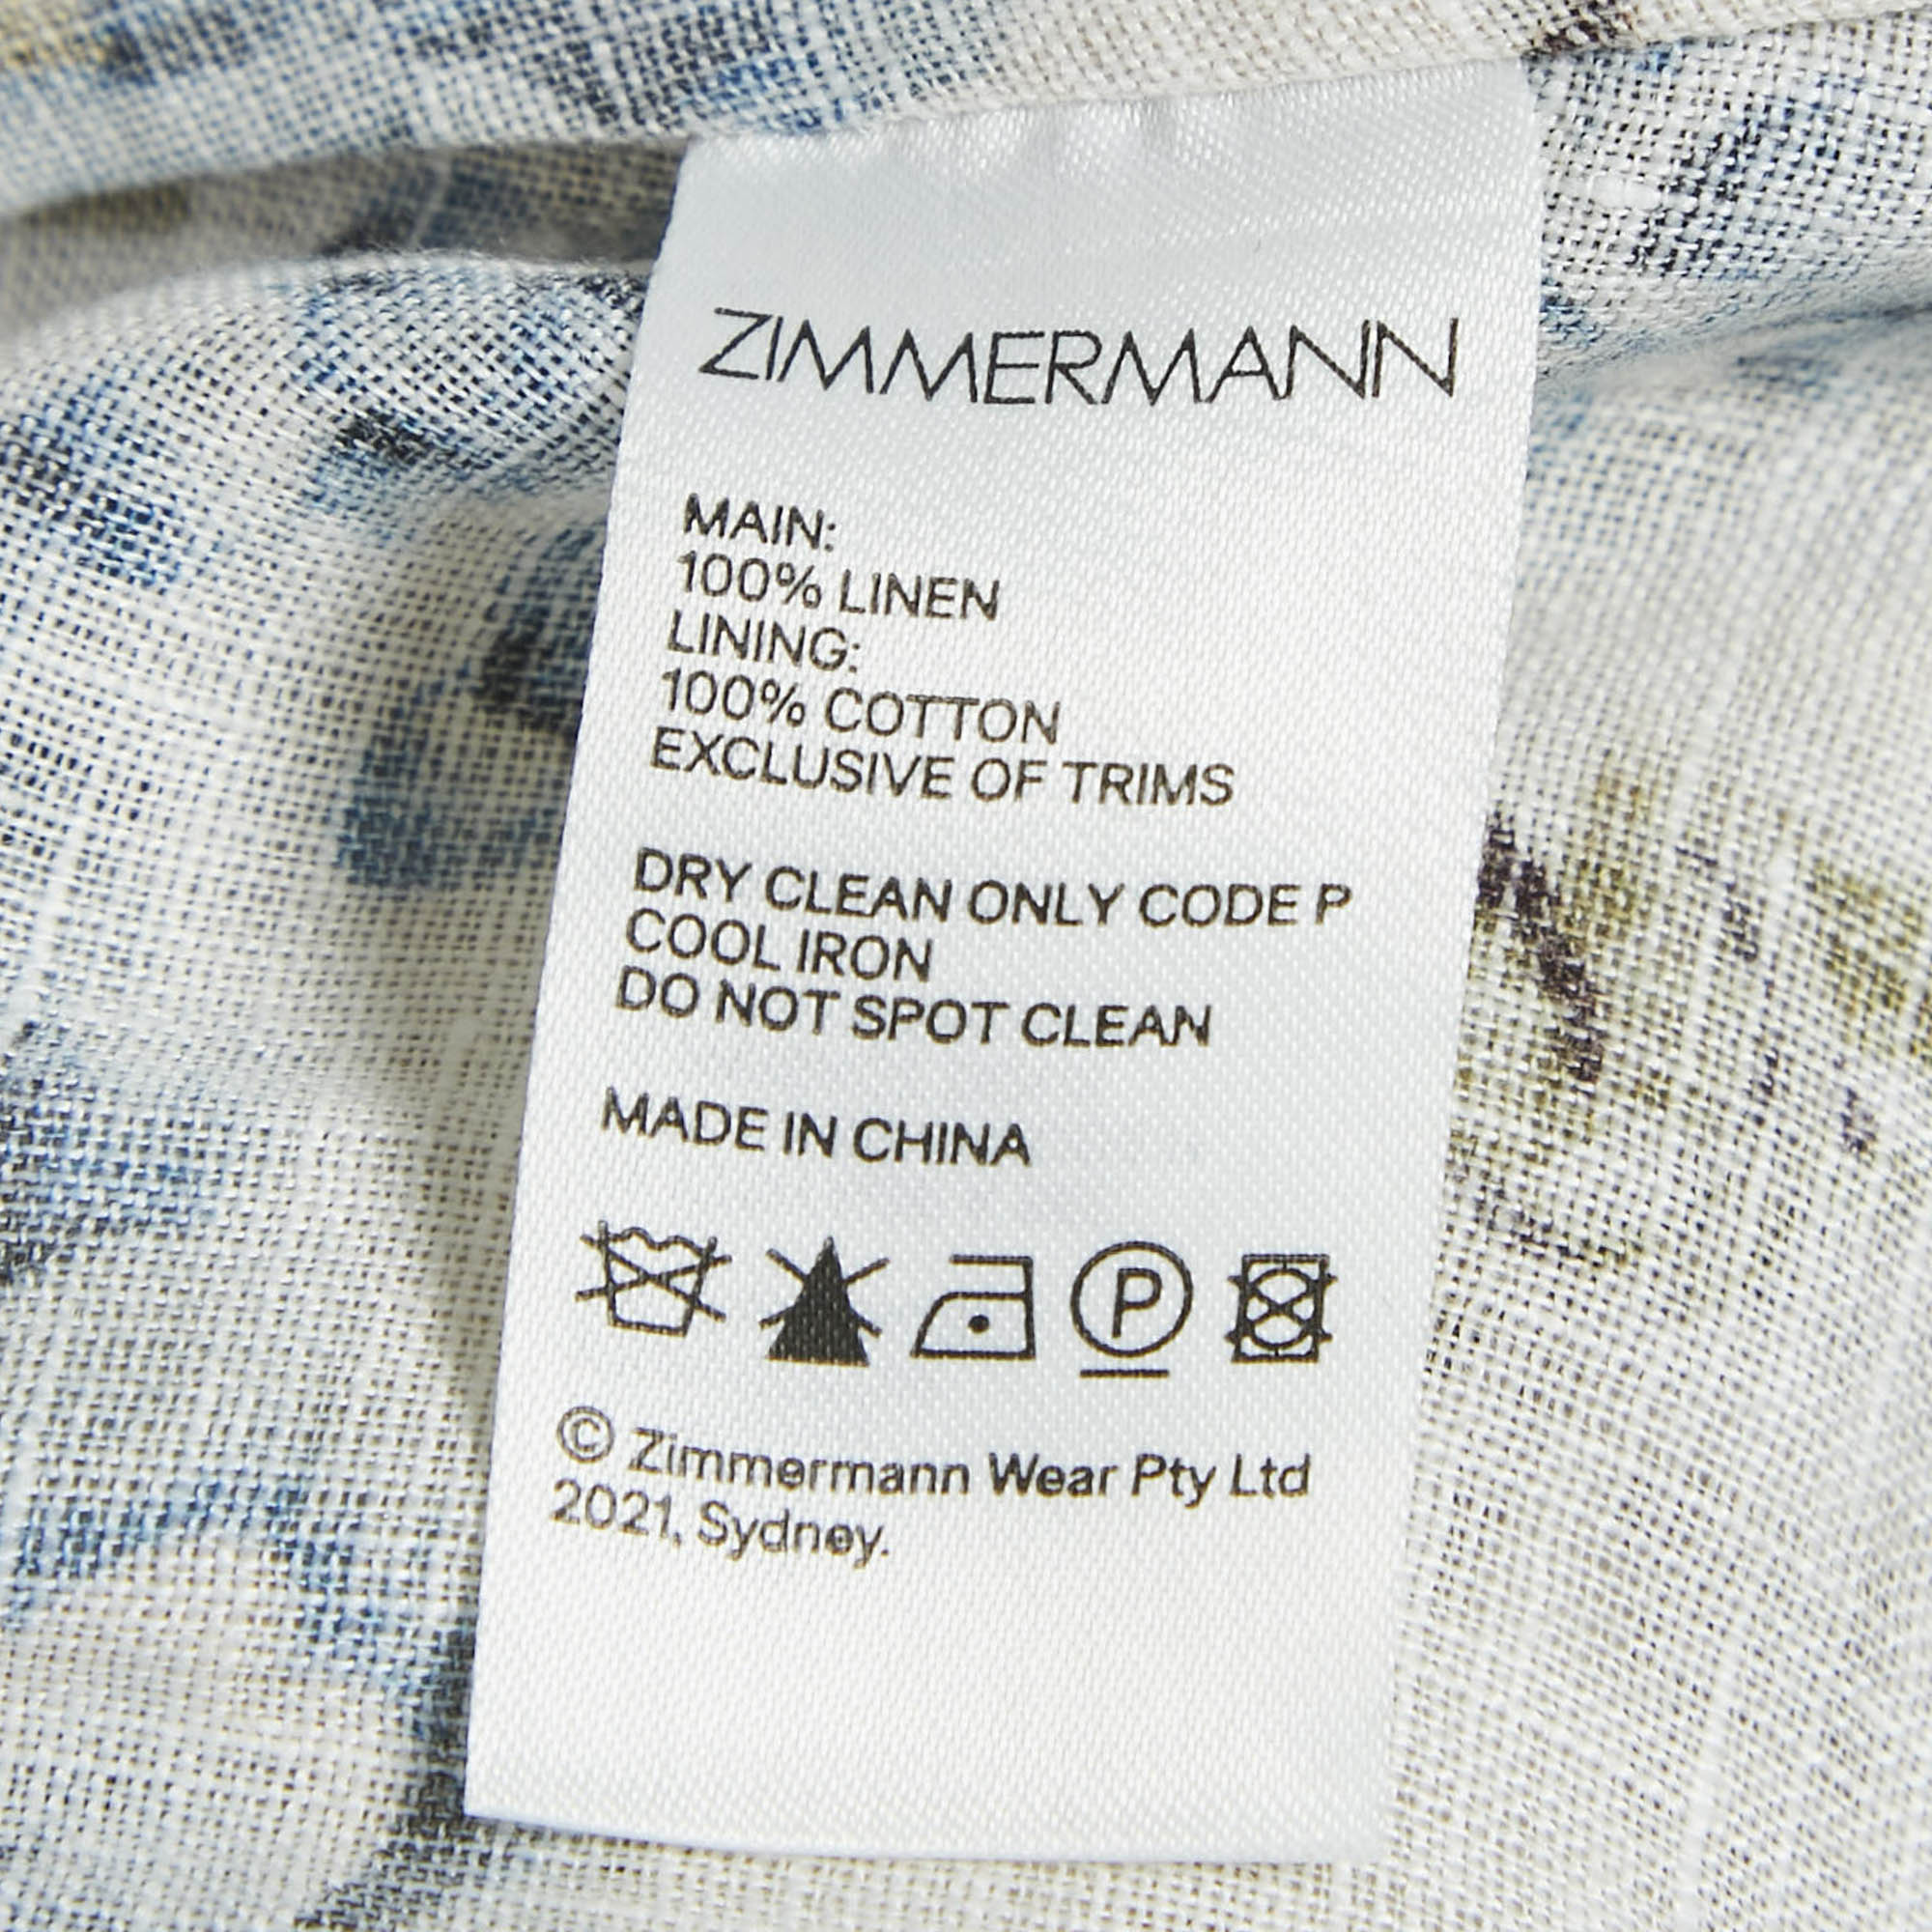 ZIMMERMANN
MAIN:
100% LINEN
LINING:
100% COTTON
EXCLUSIVE OF TRIMS
DRY CLEAN ONLY CODE P
COOL IRON
DO NOT SPOT CLEAN
MADE IN CHINA
P
© Zimmermann Wear Pty Ltd
2021, Sydney.